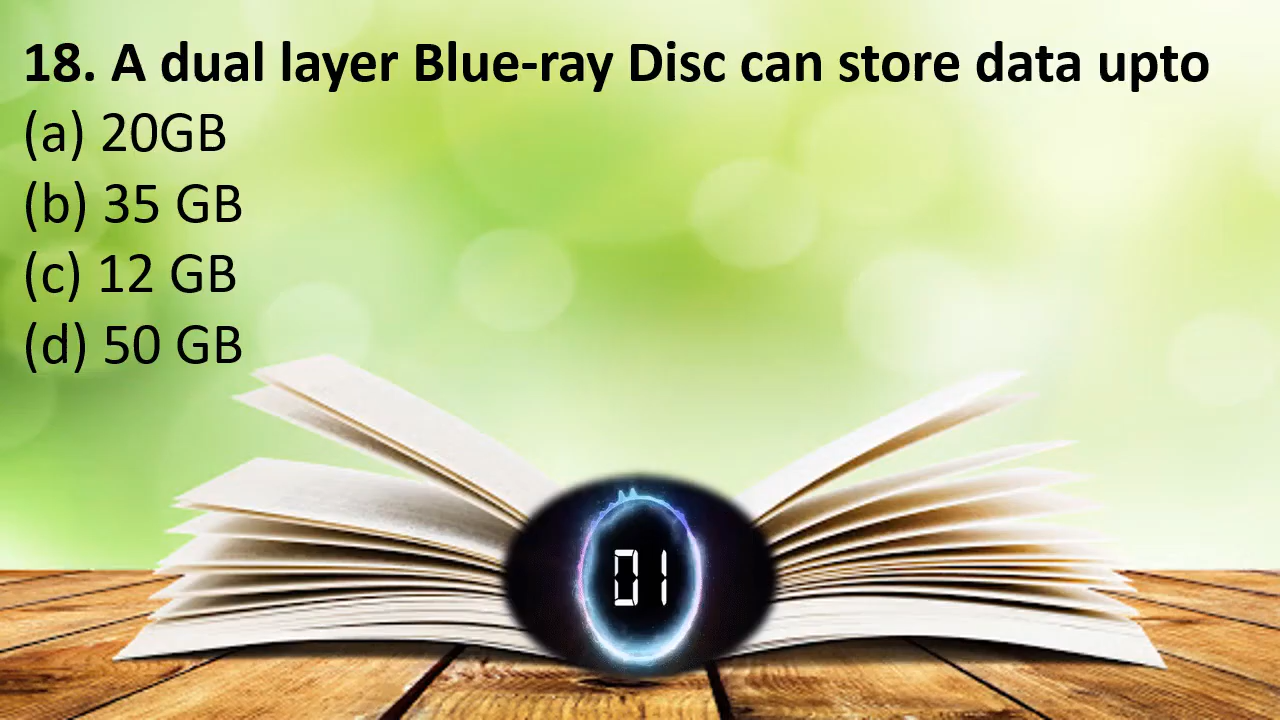 18. A dual layer Blue-ray Disc can store data upto
(a) 20GB
(b) 35 GB
(c) 12 GB
(d) 50 GB
01